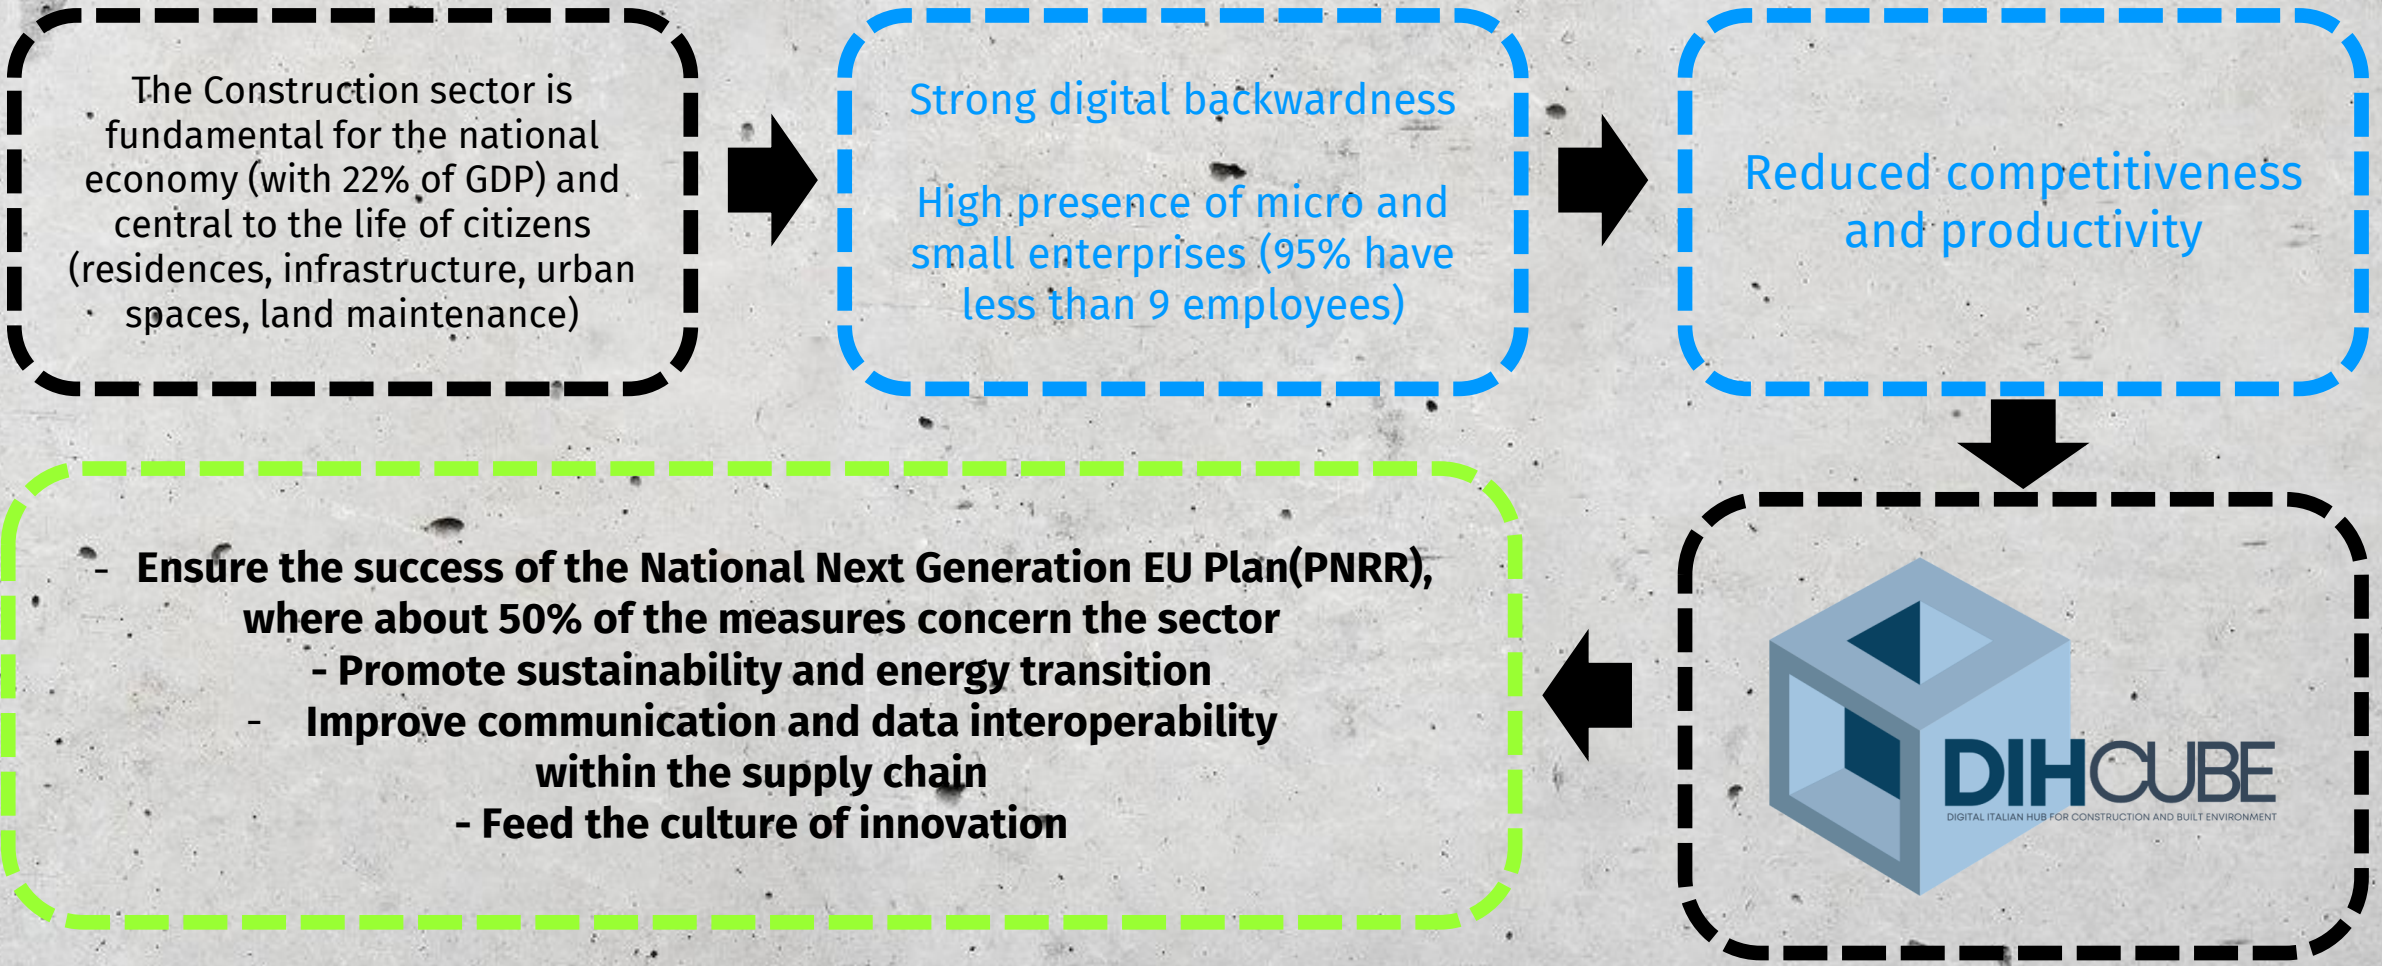 The Construction sector is
fundamental for the national
economy (with 22% of GDP) and
central to the life of citizens
(residences, infrastructure, urban
spaces, land maintenance)
Strong digital backwardness
High presence of micro and
small enterprises (95% have
less than 9 employees)
Reduced competitiveness
and productivity
DIHCUBE
DIGITAL ITALIAN HUB FOR CONSTRUCTION AND BUILT ENVIRONMENT
- Ensure the success of the National Next Generation EU Plan(PNRR),
where about 50% of the measures concern the sector
- Promote sustainability and energy transition
- Improve communication and data interoperability
within the supply chain
- Feed the culture of innovation